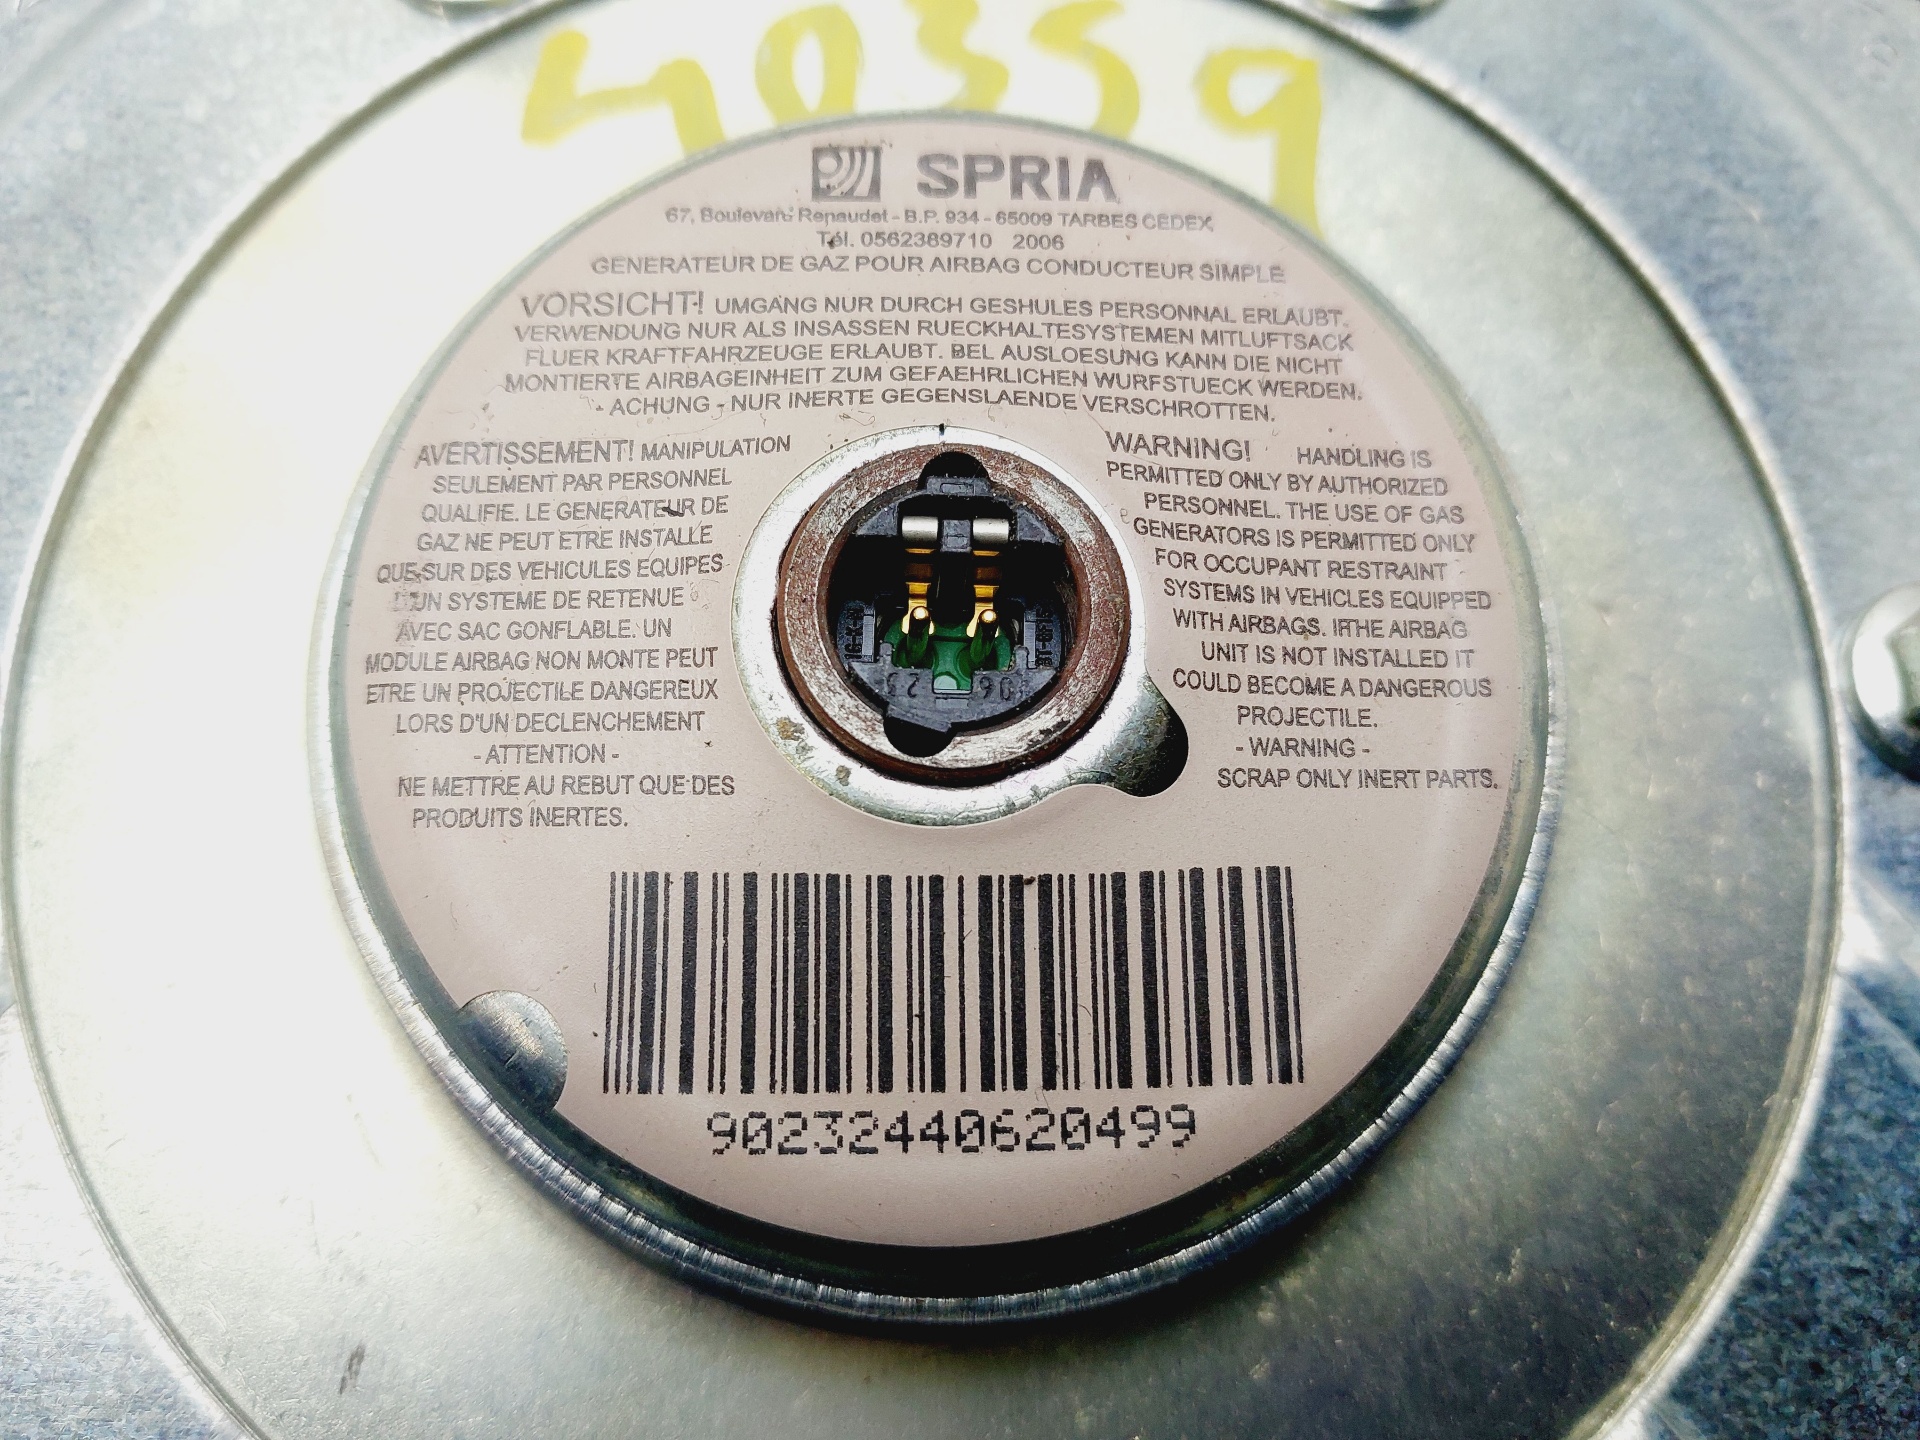 40359
SPRIA
67, Boulevard Renaudet - B.P. 934 - 65009 TARBES CEDEX
Tél. 0562389710 2006
GENERATEUR DE GAZ POUR AIRBAG CONDUCTEUR SIMPLE
VORSICHT! UMGANG NUR DURCH GESHULES PERSONNAL ERLAUBT.
VERWENDUNG NUR ALS INSASSEN RUECKHALTESYSTEMEN MITLUFTSACK
FLUER KRAFTFAHRZEUGE ERLAUBT. BEL AUSLOESUNG KANN DIE NICHT
MONTIERTE AIRBAGEINHEIT ZUM GEFAEHRLICHEN WURFSTUECK WERDEN.
- ACHUNG - NUR INERTE GEGENSLAENDE VERSCHROTTEN.
AVERTISSEMENT! MANIPULATION
SEULEMENT PAR PERSONNEL
QUALIFIE. LE GENERATEUR DE
GAZ NE PEUT ETRE INSTALLE
QUE SUR DES VEHICULES EQUIPES
D'UN SYSTEME DE RETENUE
AVEC SAC GONFLABLE. UN
MODULE AIRBAG NON MONTE PEUT
ETRE UN PROJECTILE DANGEREUX
LORS D'UN DECLENCHEMENT
- ATTENTION -
NE METTRE AU REBUT QUE DES
PRODUITS INERTES.
WARNING! HANDLING IS
PERMITTED ONLY BY AUTHORIZED
PERSONNEL. THE USE OF GAS
GENERATORS IS PERMITTED ONLY
FOR OCCUPANT RESTRAINT
SYSTEMS IN VEHICLES EQUIPPED
WITH AIRBAGS. IFTHE AIRBAG
UNIT IS NOT INSTALLED IT
COULD BECOME A DANGEROUS
PROJECTILE.
- WARNING -
SCRAP ONLY INERT PARTS.
90232440620499